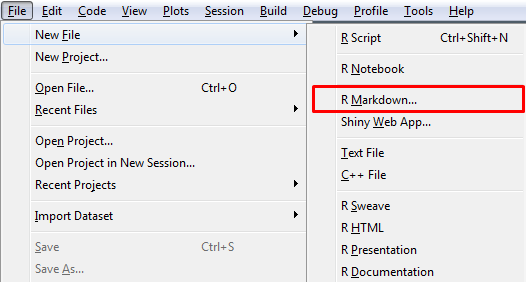 File Edit Code View Plots Session Build Debug Profile Tools Help
New File
New Project...
Open File... Ctrl+O
Recent Files
Open Project...
Open Project in New Session...
Recent Projects
Import Dataset
Save Ctrl+S
Save As...
R Script Ctrl+Shift+N
R Notebook
R Markdown...
Shiny Web App...
Text File
C++ File
R Sweave
R HTML
R Presentation
R Documentation